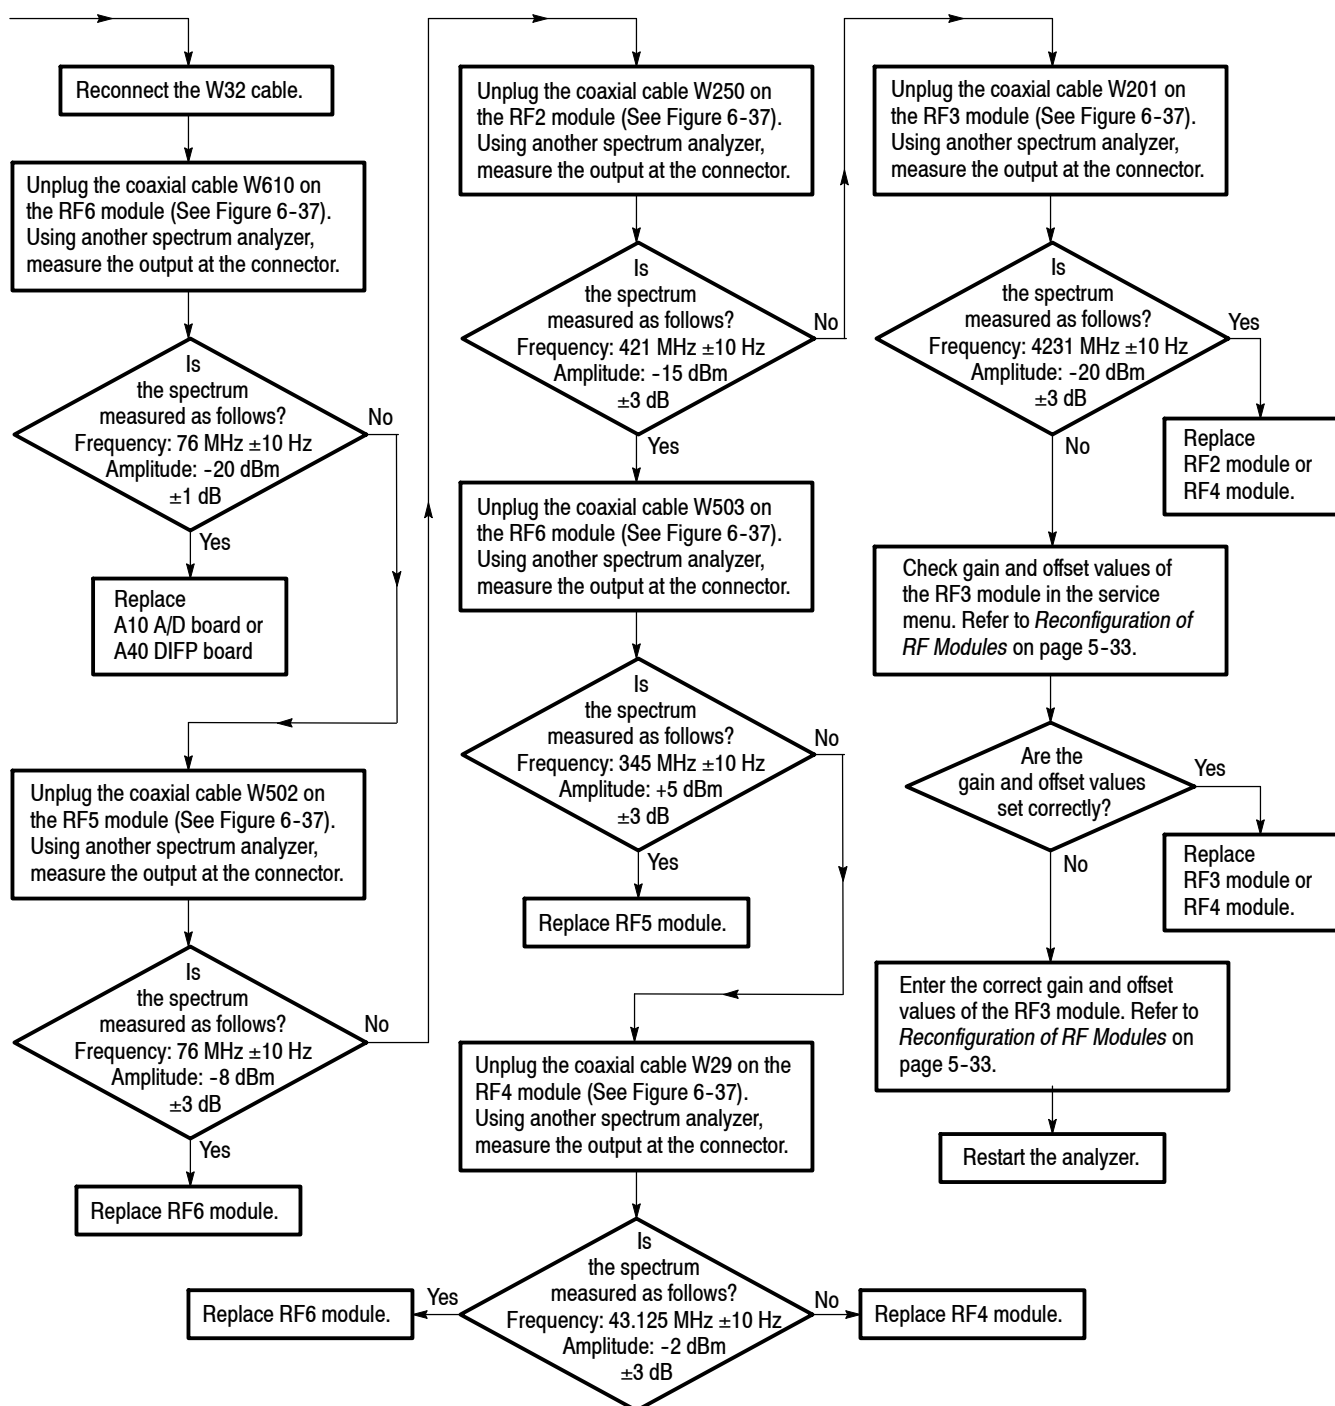 Reconnect the W32 cable.
Unplug the coaxial cable W610 on
the RF6 module (See Figure 6-37).
Using another spectrum analyzer,
measure the output at the connector.
Is
the spectrum
measured as follows?
Frequency: 76 MHz ±10 Hz
Amplitude: -20 dBm
±1 dB
No
Yes
Replace
A10 A/D board or
A40 DIFP board
Unplug the coaxial cable W502 on
the RF5 module (See Figure 6-37).
Using another spectrum analyzer,
measure the output at the connector.
Is
the spectrum
measured as follows?
Frequency: 76 MHz ±10 Hz
Amplitude: -8 dBm
±3 dB
No
Yes
Replace RF6 module.
Unplug the coaxial cable W250 on
the RF2 module (See Figure 6-37).
Using another spectrum analyzer,
measure the output at the connector.
Is
the spectrum
measured as follows?
Frequency: 421 MHz ±10 Hz
Amplitude: -15 dBm
±3 dB
No
Yes
Unplug the coaxial cable W503 on
the RF6 module (See Figure 6-37).
Using another spectrum analyzer,
measure the output at the connector.
Is
the spectrum
measured as follows?
Frequency: 345 MHz ±10 Hz
Amplitude: +5 dBm
±3 dB
No
Yes
Replace RF5 module.
Unplug the coaxial cable W29 on the
RF4 module (See Figure 6-37).
Using another spectrum analyzer,
measure the output at the connector.
Is
the spectrum
measured as follows?
Frequency: 43.125 MHz ±10 Hz
Amplitude: -2 dBm
±3 dB
Yes
Replace RF6 module.
No
Replace RF4 module.
Unplug the coaxial cable W201 on
the RF3 module (See Figure 6-37).
Using another spectrum analyzer,
measure the output at the connector.
Is
the spectrum
measured as follows?
Frequency: 4231 MHz ±10 Hz
Amplitude: -20 dBm
±3 dB
Yes
Replace
RF2 module or
RF4 module.
No
Check gain and offset values of
the RF3 module in the service
menu. Refer to Reconfiguration of
RF Modules on page 5-33.
Are the
gain and offset values
set correctly?
Yes
Replace
RF3 module or
RF4 module.
No
Enter the correct gain and offset
values of the RF3 module. Refer to
Reconfiguration of RF Modules on
page 5-33.
Restart the analyzer.